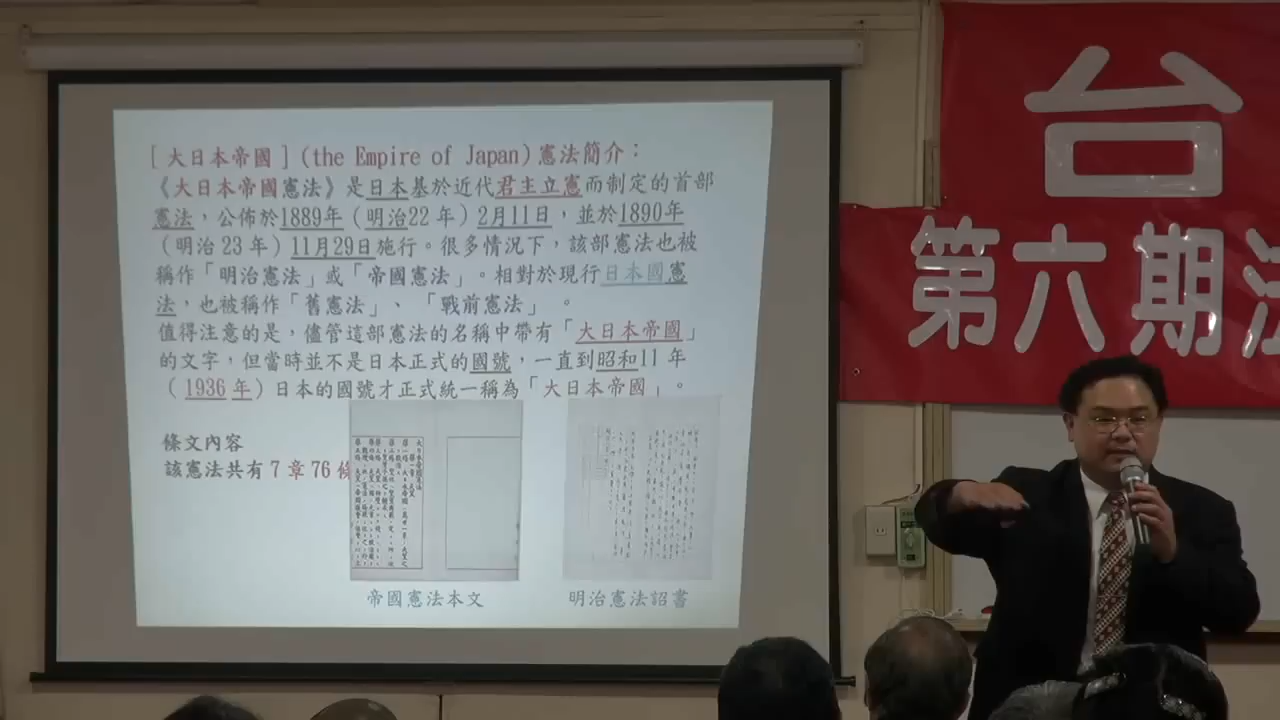 [ 大日本帝國 ] (the Empire of Japan)憲法簡介：
《大日本帝國憲法》是日本基於近代君主立憲而制定的首部
憲法，公佈於1889年（明治22 年）2月11日，並於1890年
（明治 23 年）11月29日施行。很多情況下，該部憲法也被
稱作「明治憲法」或「帝國憲法」。相對於現行日本國憲
法，也被稱作「舊憲法」、「戰前憲法」。
值得注意的是，儘管這部憲法的名稱中帶有「大日本帝國」
的文字，但當時並不是日本正式的國號，一直到昭和11 年
（1936 年）日本的國號才正式統一稱為「大日本帝國」。
條文內容
該憲法共有 7 章 76 條
帝國憲法本文
明治憲法詔書
台
第六期法